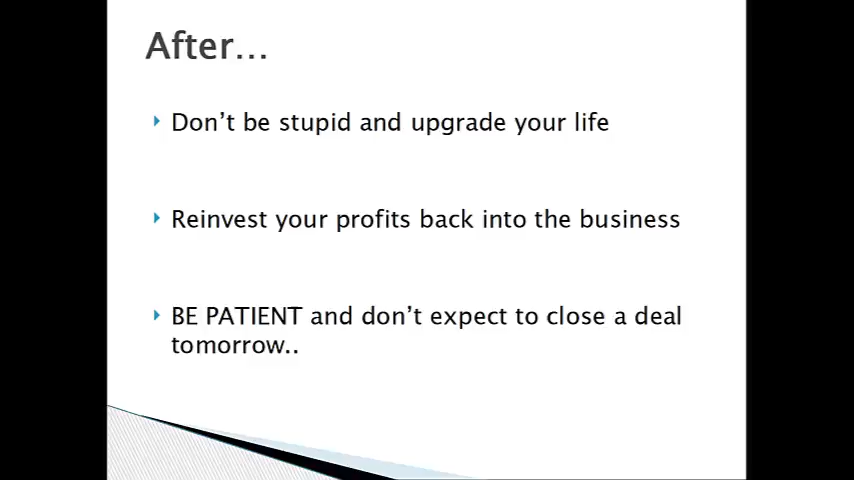 After...
Don't be stupid and upgrade your life
Reinvest your profits back into the business
BE PATIENT and don't expect to close a deal
tomorrow..